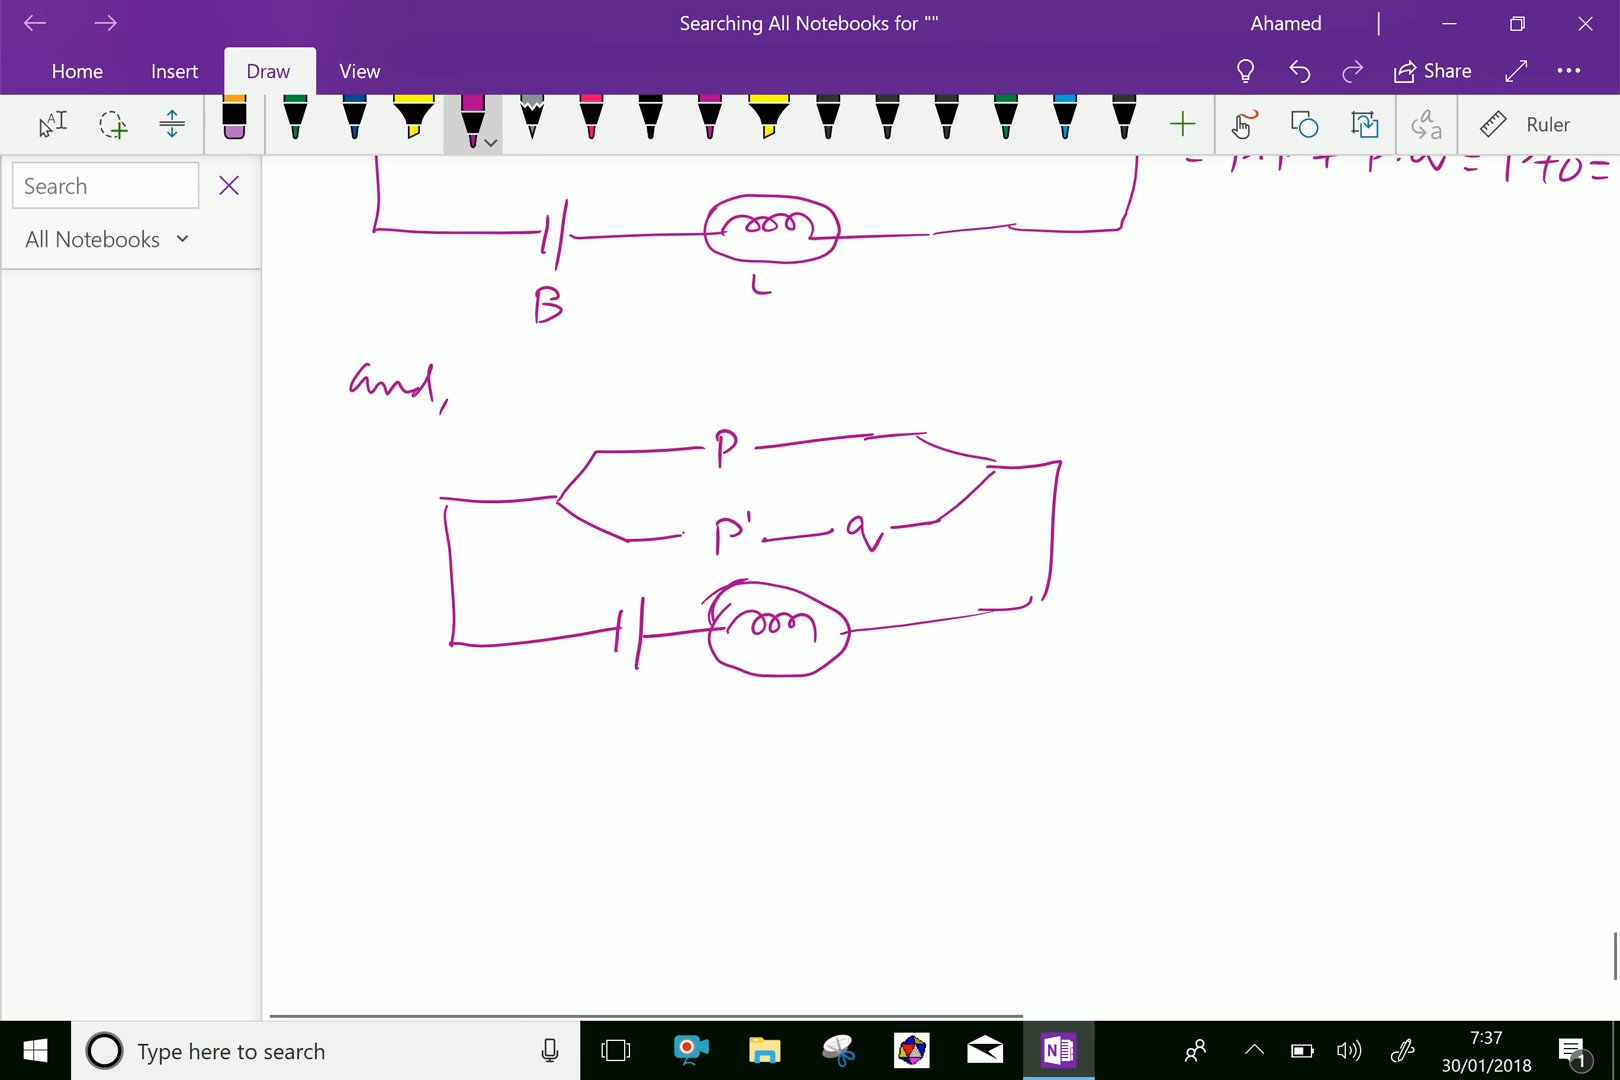 Searching All Notebooks for ""
Ahamed
Home Insert Draw View
Share
Ruler
Search
All Notebooks
B
L
and,
P
P' q
Type here to search
7:37
30/01/2018
1